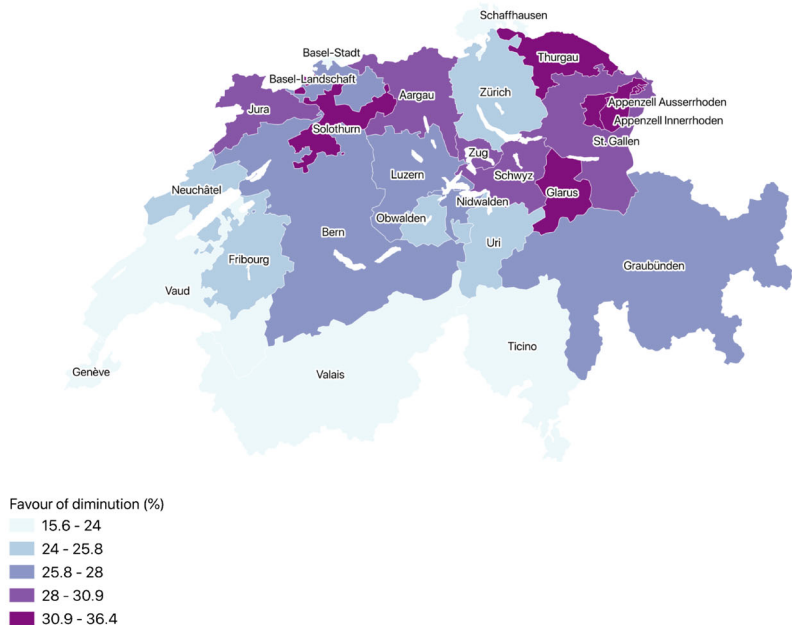 Schaffhausen
Basel-Stadt
Thurgau
Basel-Landschaft
Zürich
Aargau
Appenzell Ausserrhoden
Jura
Appenzell Innerrhoden
Solothurn
St. Gallen
Zug
Luzern
Schwyz
Neuchâtel
Glarus
Nidwalden
Obwalden
Bern
Uri
Fribourg
Graubünden
Vaud
Ticino
Genève
Valais
Favour of diminution (%)
15.6 - 24
24 - 25.8
25.8 - 28
28 - 30.9
30.9 - 36.4